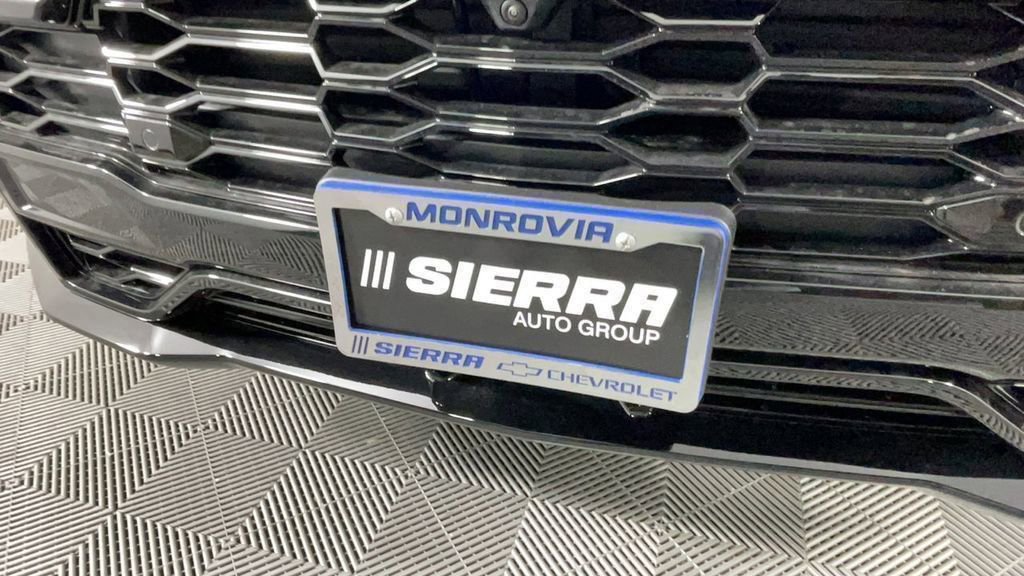 MONROVIA
SIERRA
AUTO GROUP
SIERRA CHEVROLET